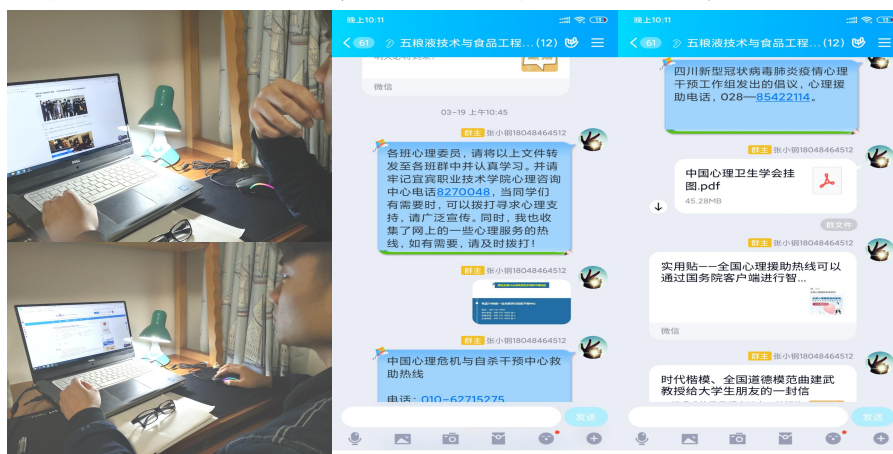 晚上10:11
61
五粮液技术与食品工程...(12)
微信
03-19 上午10:45
群主 张小钢18048464512
各班心理委员，请将以上文件转
发至各班群中并认真学习。并请
牢记宜宾职业技术学院心理咨询
中心电话8270048，当同学们
有需要时，可以拨打寻求心理支
持，请广泛宣传。同时，我也收
集了网上的一些心理服务的热
线，如有需要，请及时拨打！
群主 张小钢18048464512
群主 张小钢18048464512
中国心理危机与自杀干预中心救
助热线
电话：010-62715275
发送
晚上10:11
61
五粮液技术与食品工程...(12)
四川新型冠状病毒肺炎疫情心理
干预工作组发出的倡议，心理援
助电话，028—85422114。
群主 张小钢18048464512
中国心理卫生学会挂
图.pdf
45.28MB
群文件
群主 张小钢18048464512
实用贴——全国心理援助热线可以
通过国务院客户端进行智...
微信
群主 张小钢18048464512
时代楷模、全国道德模范曲建武
教授给大学生朋友的一封信
发送